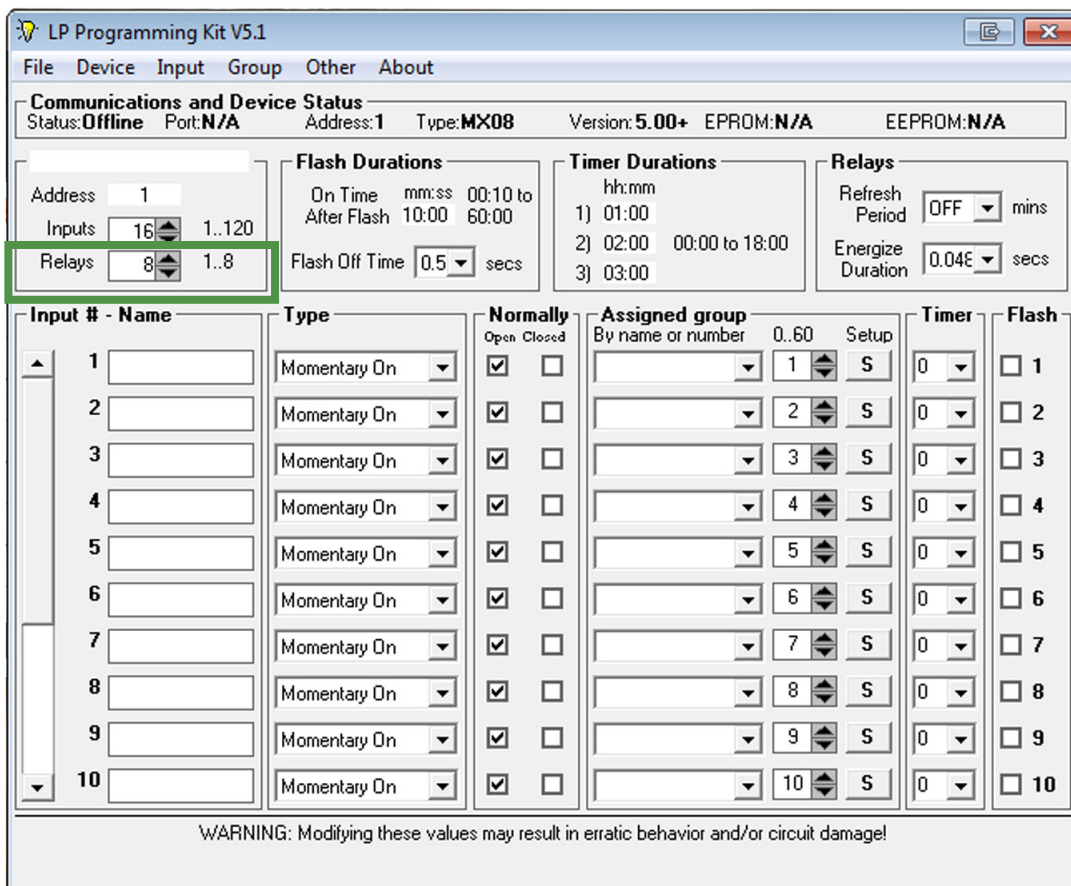 LP Programming Kit V5.1
File Device Input Group Other About
Communications and Device Status
Status:Offline Port:N/A Address:1 Type:MX08 Version:5.00+ EPROM:N/A EEPROM:N/A
Flash Durations Timer Durations Relays
Address 1
Inputs 16 1..120
Relays 8 1..8
On Time After Flash mm:ss 10:00 00:10 to 60:00
Flash Off Time 0.5 secs
hh:mm
1) 01:00
2) 02:00 00:00 to 18:00
3) 03:00
Refresh Period OFF mins
Energize Duration 0.048 secs
Input # - Name Type Normally Assigned group Timer Flash
Open Closed By name or number 0..60 Setup
1 Momentary On 1 S 0 1
2 Momentary On 2 S 0 2
3 Momentary On 3 S 0 3
4 Momentary On 4 S 0 4
5 Momentary On 5 S 0 5
6 Momentary On 6 S 0 6
7 Momentary On 7 S 0 7
8 Momentary On 8 S 0 8
9 Momentary On 9 S 0 9
10 Momentary On 10 S 0 10
WARNING: Modifying these values may result in erratic behavior and/or circuit damage!